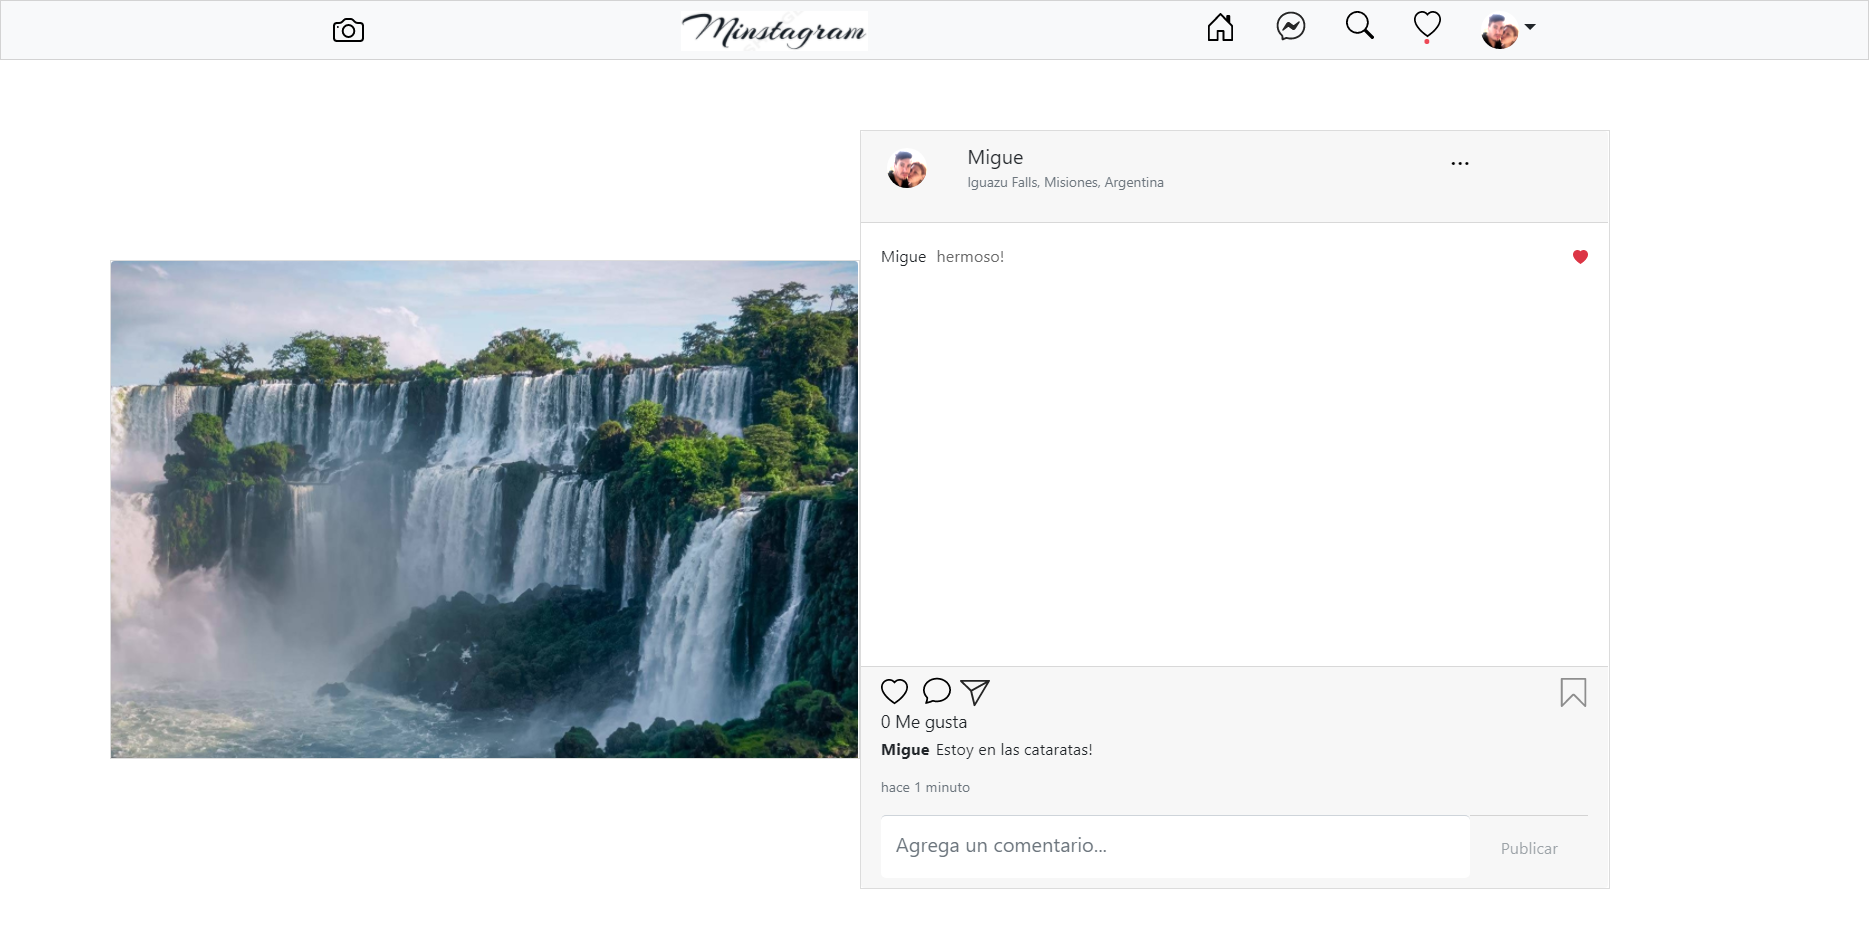 Minstagram
Migue
Iguazu Falls, Misiones, Argentina
Migue hermoso!
0 Me gusta
Migue Estoy en las cataratas!
hace 1 minuto
Agrega un comentario...
Publicar